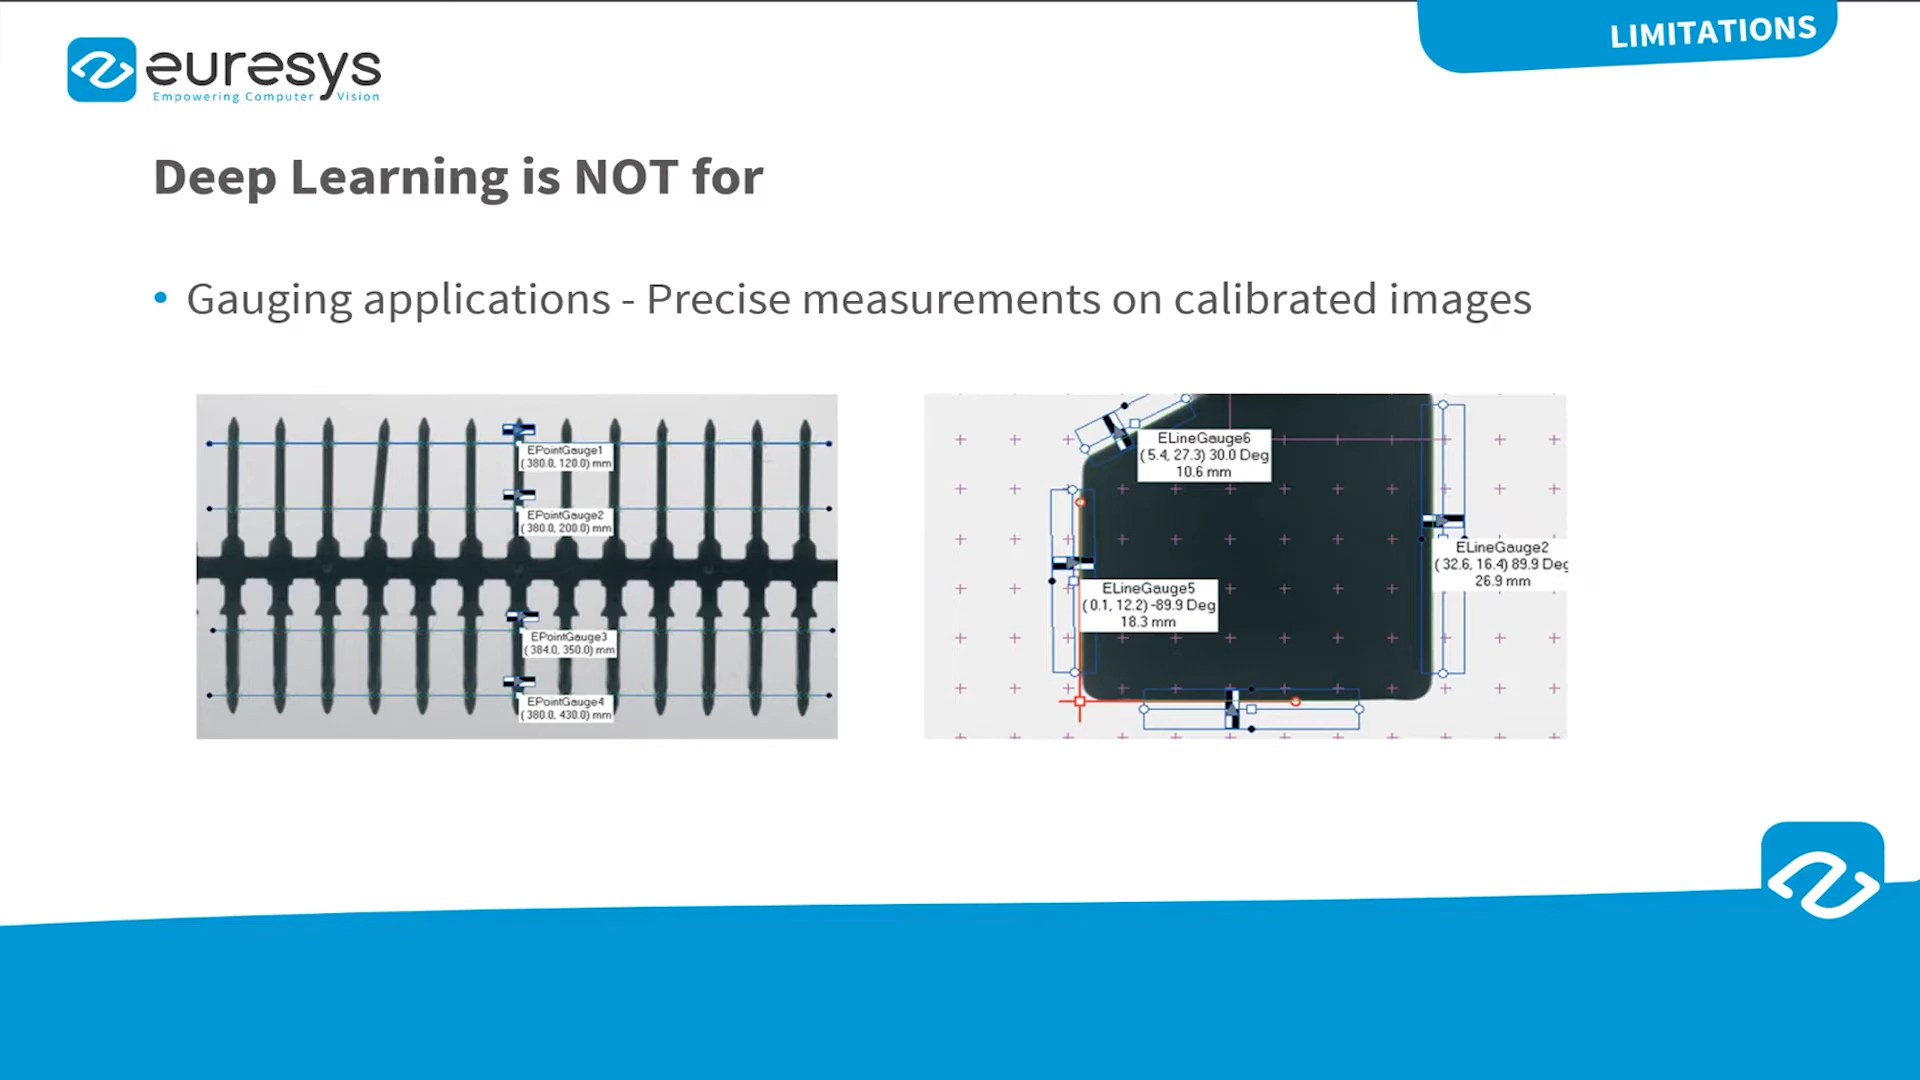 LIMITATIONS
euresys
Empowering Computer Vision
Deep Learning is NOT for
• Gauging applications - Precise measurements on calibrated images
EPointGauge1
(380.0, 120.0) mm
EPointGauge2
(380.0, 200.0) mm
EPointGauge3
(384.0, 350.0) mm
EPointGauge4
(380.0, 430.0) mm
ELineGauge6
(5.4, 27.3) 30.0 Deg
10.6 mm
ELineGauge2
(32.6, 16.4) 89.9 Deg
26.9 mm
ELineGauge5
(0.1, 12.2) -89.9 Deg
18.3 mm